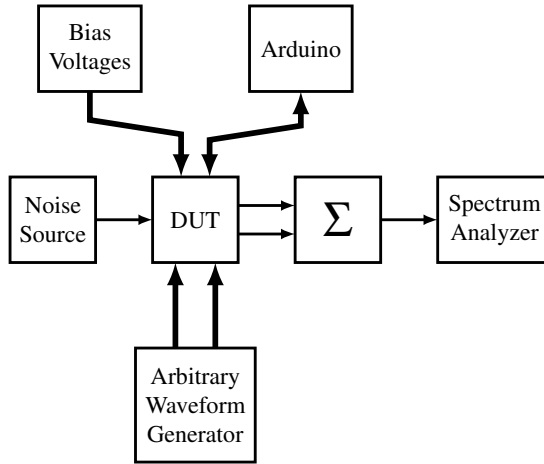 Bias
Voltages
Arduino
Noise
Source
DUT
Σ
Spectrum
Analyzer
Arbitrary
Waveform
Generator